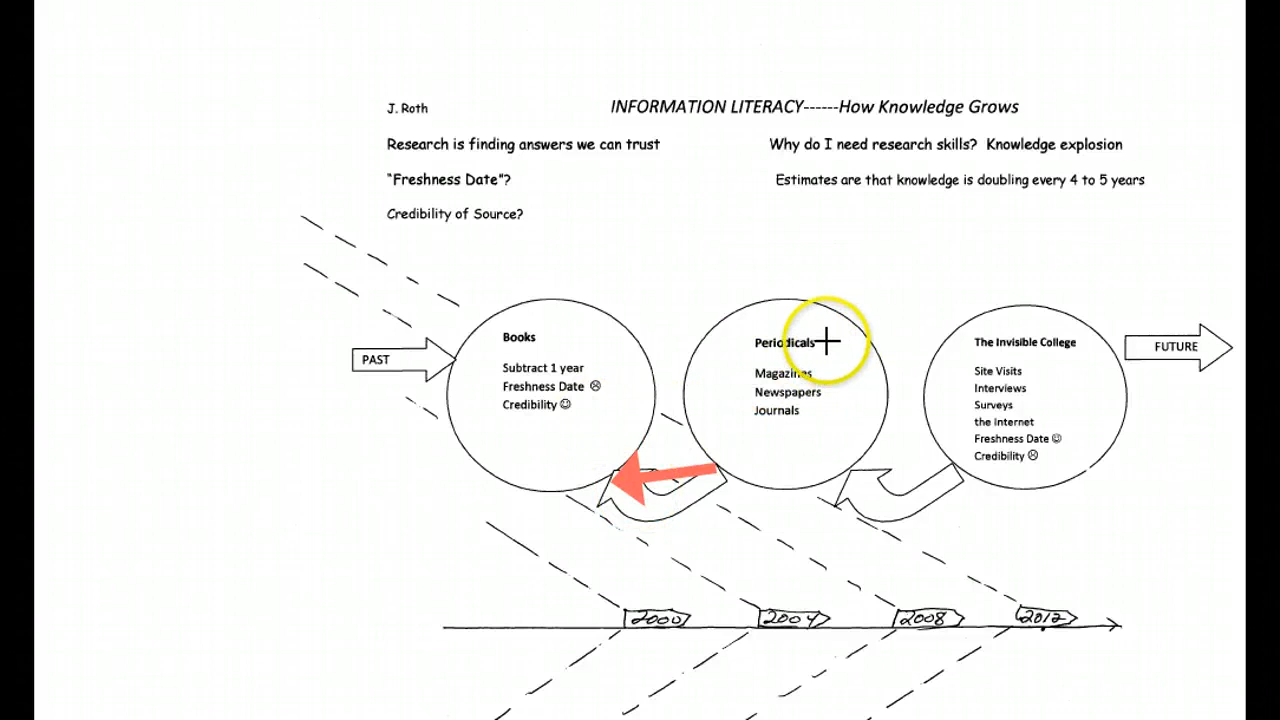 J. Roth
INFORMATION LITERACY------How Knowledge Grows
Research is finding answers we can trust
Why do I need research skills? Knowledge explosion
“Freshness Date”?
Estimates are that knowledge is doubling every 4 to 5 years
Credibility of Source?
PAST
Books
Subtract 1 year
Freshness Date ☹
Credibility ☺
Periodicals
Magazines
Newspapers
Journals
The Invisible College
Site Visits
Interviews
Surveys
the Internet
Freshness Date ☺
Credibility ☹
FUTURE
2000
2004
2008
2012